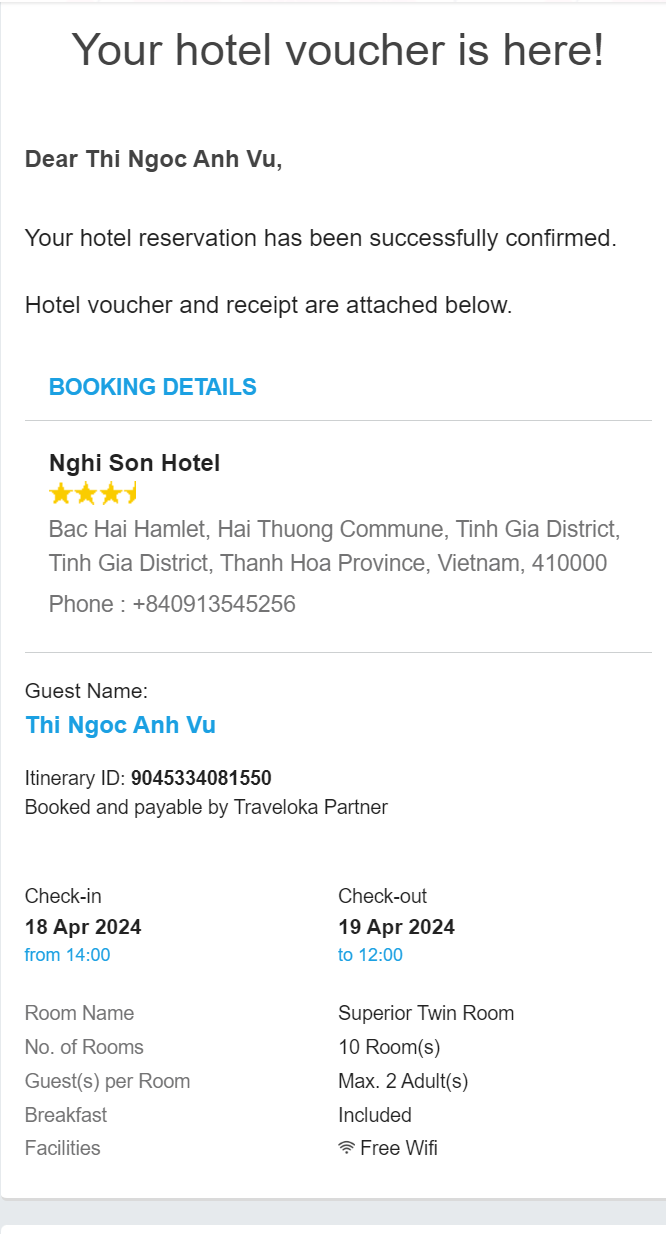 Your hotel voucher is here!
Dear Thi Ngoc Anh Vu,
Your hotel reservation has been successfully confirmed.
Hotel voucher and receipt are attached below.
BOOKING DETAILS
Nghi Son Hotel
Bac Hai Hamlet, Hai Thuong Commune, Tinh Gia District,
Tinh Gia District, Thanh Hoa Province, Vietnam, 410000
Phone : +840913545256
Guest Name:
Thi Ngoc Anh Vu
Itinerary ID: 9045334081550
Booked and payable by Traveloka Partner
Check-in Check-out
18 Apr 2024 19 Apr 2024
from 14:00 to 12:00
Room Name Superior Twin Room
No. of Rooms 10 Room(s)
Guest(s) per Room Max. 2 Adult(s)
Breakfast Included
Facilities Free Wifi